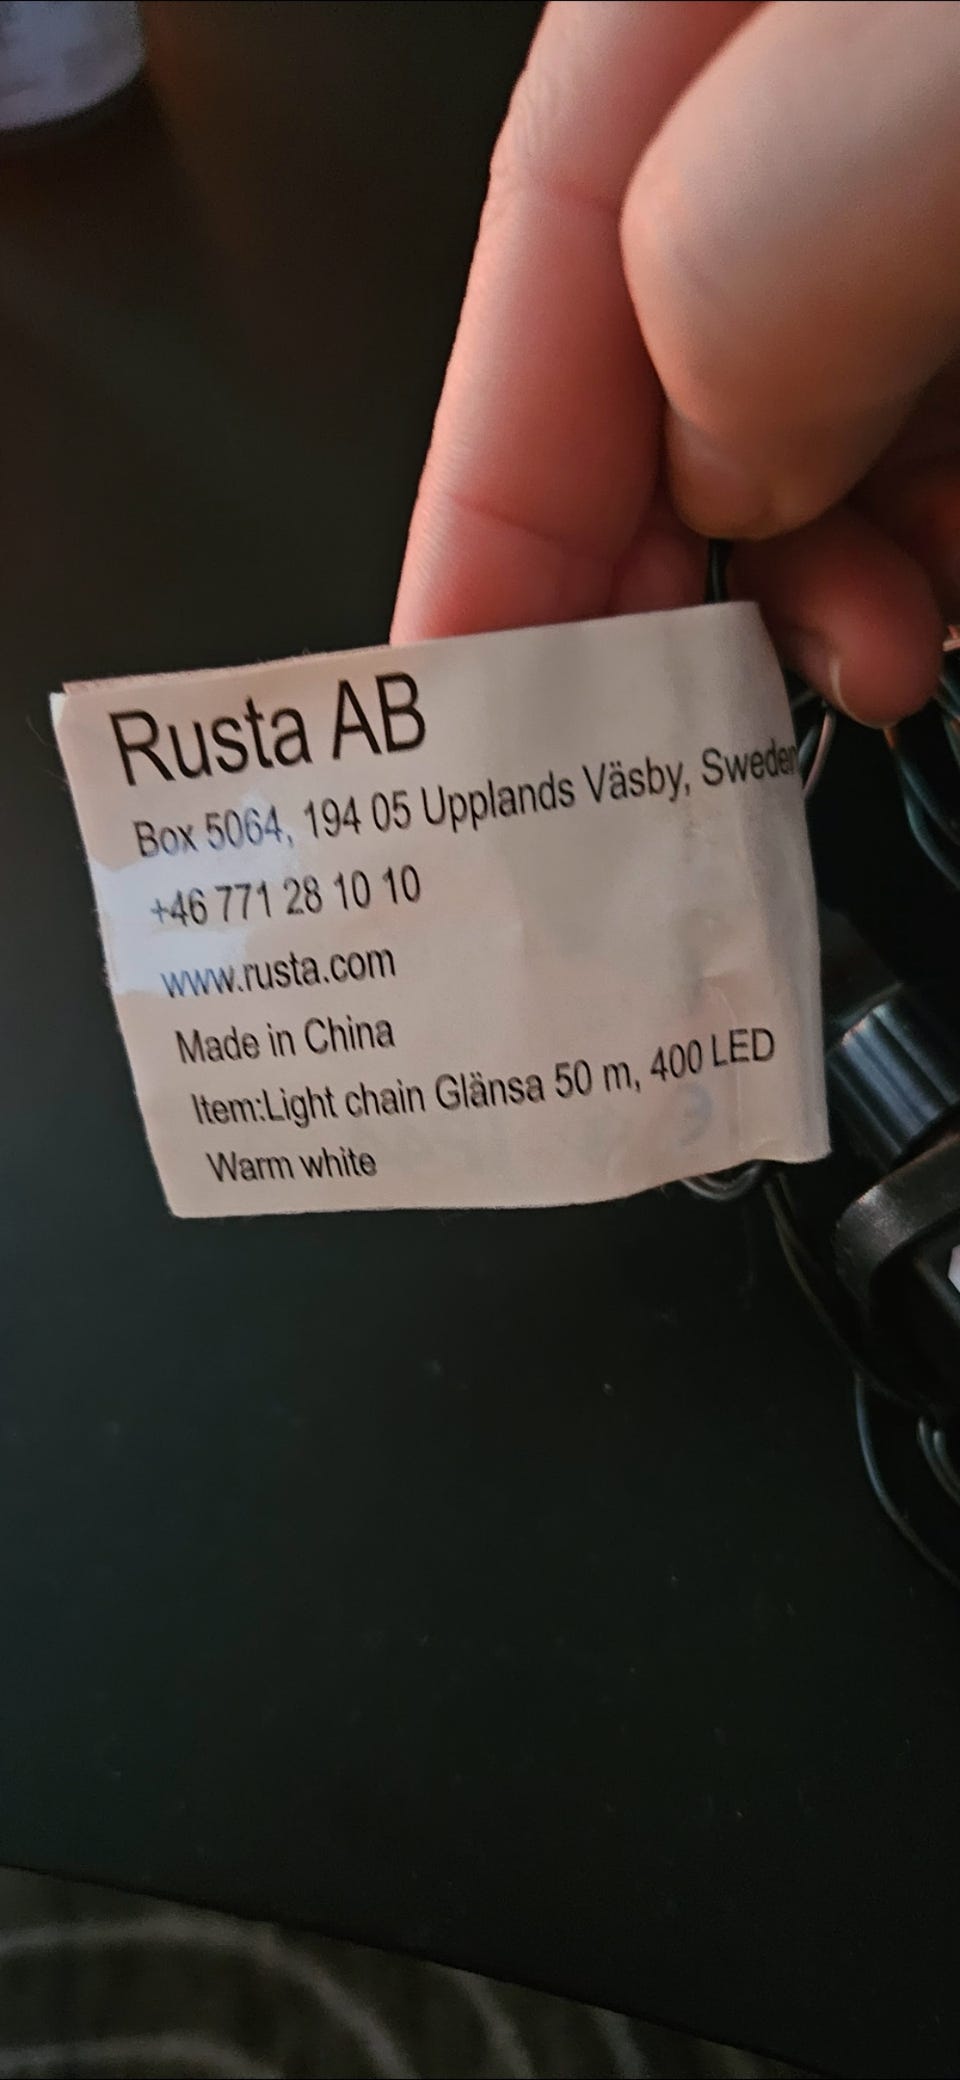 Rusta AB
Box 5064, 194 05 Upplands Väsby, Sweden
+46 771 28 10 10
www.rusta.com
Made in China
Item:Light chain Glänsa 50 m, 400 LED
Warm white